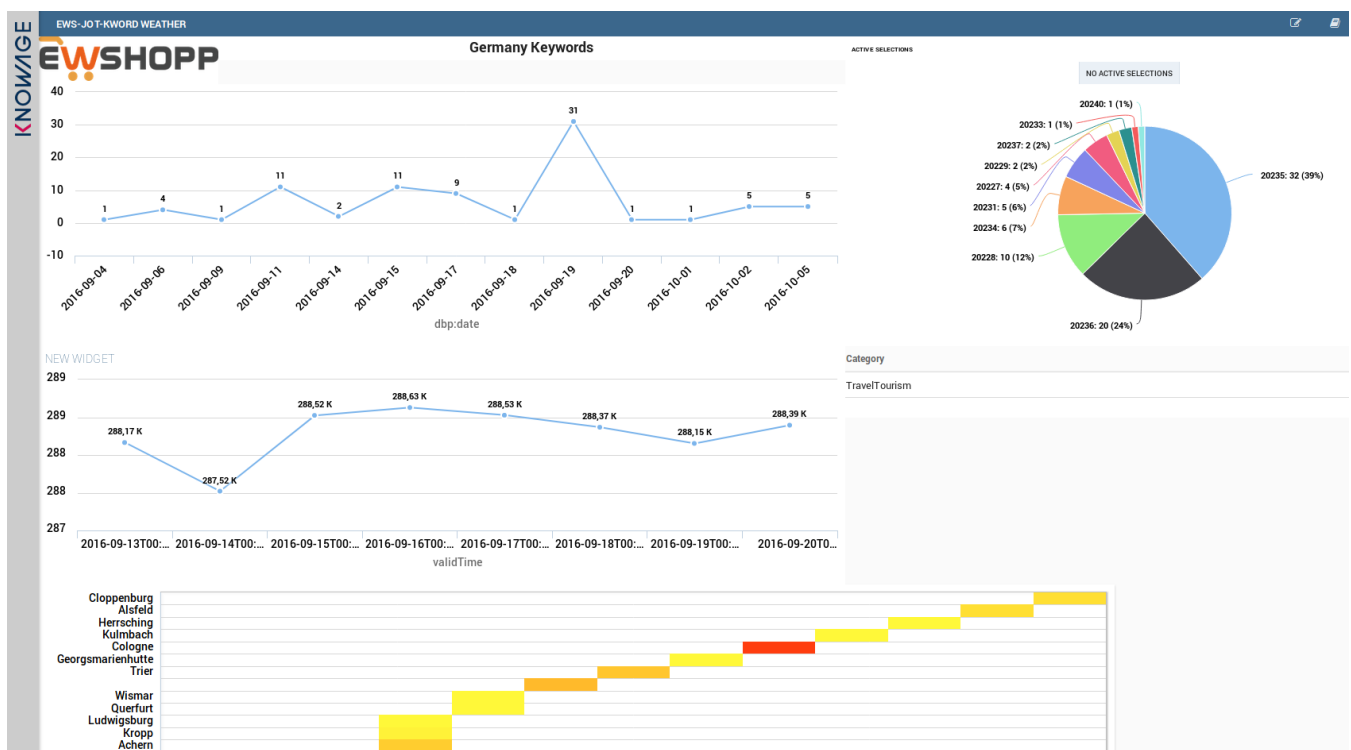 EWS-JOT-KWORD WEATHER
KNOWAGE
EWSHOPP
Germany Keywords
40
30
20
10
0
-10
1
4
1
11
2
11
9
1
31
1
1
5
5
2016-09-04
2016-09-06
2016-09-09
2016-09-11
2016-09-14
2016-09-15
2016-09-17
2016-09-18
2016-09-19
2016-09-20
2016-10-01
2016-10-02
2016-10-05
dbp:date
ACTIVE SELECTIONS
NO ACTIVE SELECTIONS
20240: 1 (1%)
20233: 1 (1%)
20237: 2 (2%)
20229: 2 (2%)
20227: 4 (5%)
20231: 5 (6%)
20234: 6 (7%)
20228: 10 (12%)
20236: 20 (24%)
20235: 32 (39%)
NEW WIDGET
289
289
288
288
287
288,17 K
287,52 K
288,52 K
288,63 K
288,53 K
288,37 K
288,15 K
288,39 K
2016-09-13T00:...
2016-09-14T00:...
2016-09-15T00:...
2016-09-16T00:...
2016-09-17T00:...
2016-09-18T00:...
2016-09-19T00:...
2016-09-20T0...
validTime
Category
TravelTourism
Cloppenburg
Alsfeld
Herrsching
Kulmbach
Cologne
Georgsmarienhutte
Trier
Wismar
Querfurt
Ludwigsburg
Kropp
Achern